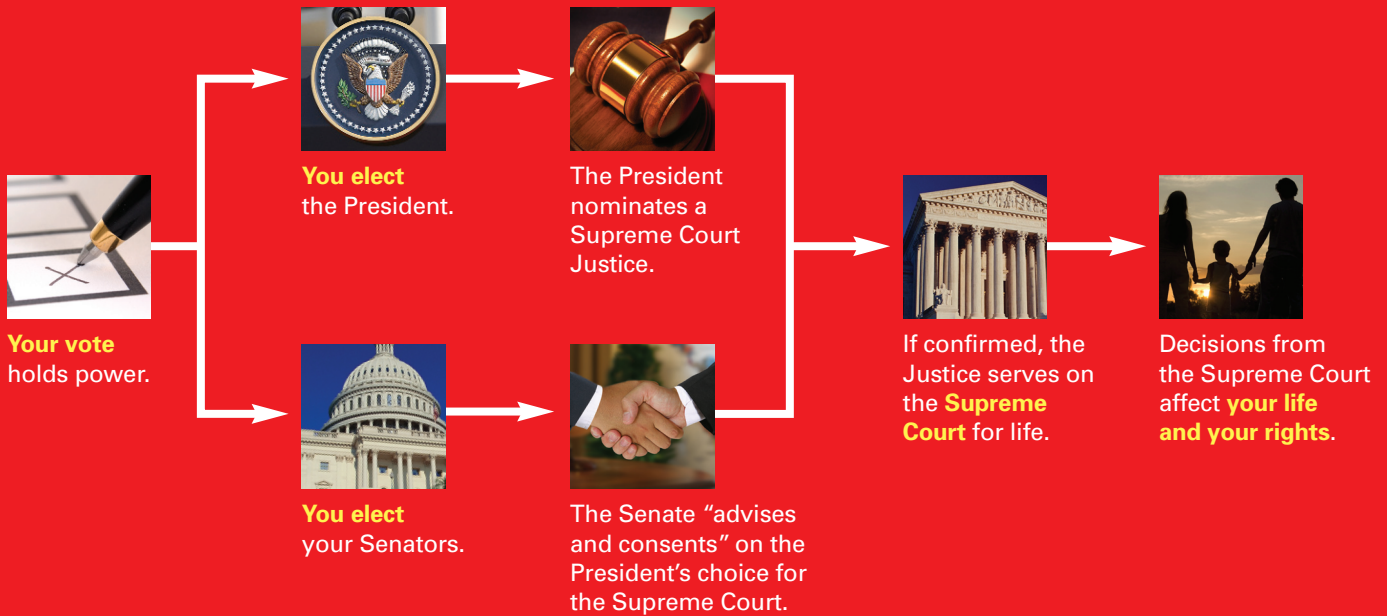 Your vote
holds power.
You elect
the President.
The President
nominates a
Supreme Court
Justice.
You elect
your Senators.
The Senate “advises
and consents” on the
President’s choice for
the Supreme Court.
If confirmed, the
Justice serves on
the Supreme
Court for life.
Decisions from
the Supreme Court
affect your life
and your rights.